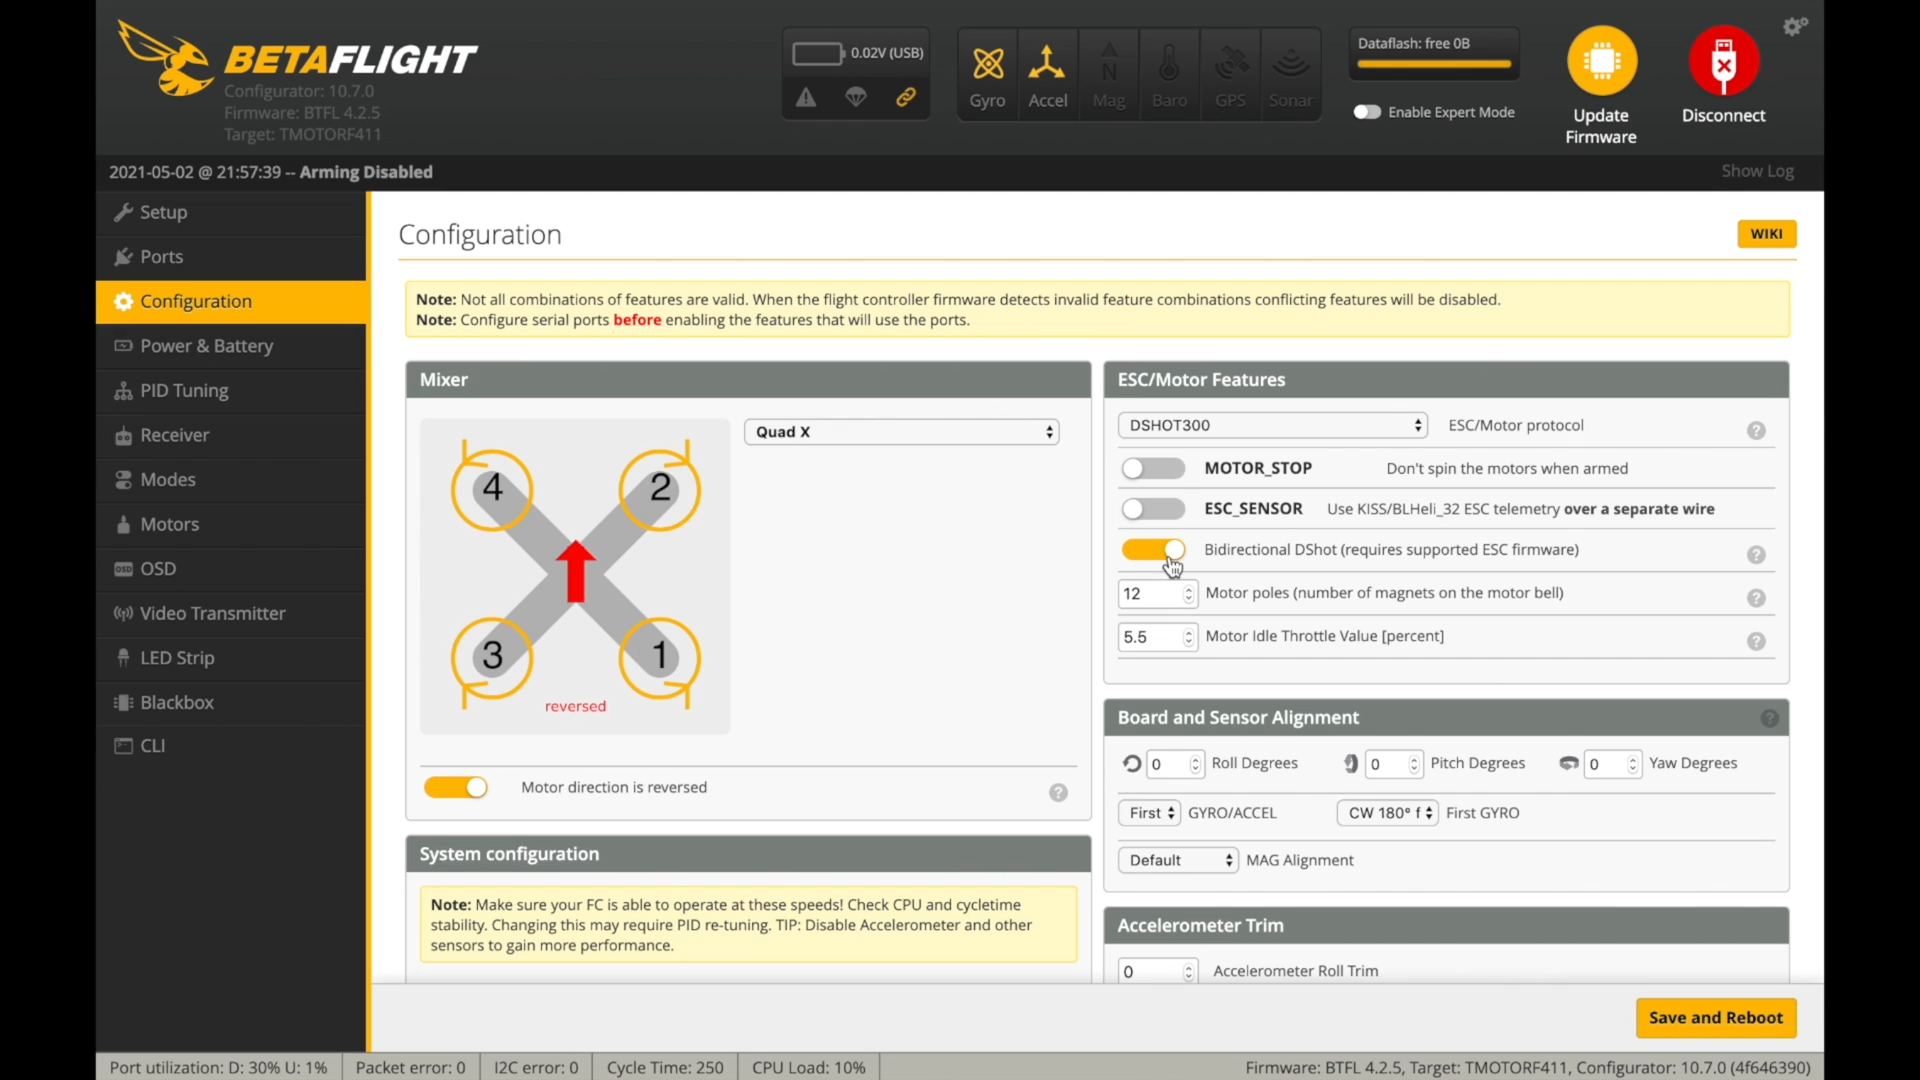 BETAFLIGHT
Configurator: 10.7.0
Firmware: BTFL 4.2.5
Target: TMOTORF411
0.02V (USB)
Gyro
Accel
N
Mag
Baro
GPS
Sonar
Dataflash: free 0B
Enable Expert Mode
Update
Firmware
Disconnect
2021-05-02 @ 21:57:39 -- Arming Disabled
Show Log
Setup
Ports
Configuration
Power & Battery
PID Tuning
Receiver
Modes
Motors
OSD
OSD
Video Transmitter
LED Strip
Blackbox
CLI
Configuration
WIKI
Note: Not all combinations of features are valid. When the flight controller firmware detects invalid feature combinations conflicting features will be disabled.
Note: Configure serial ports before enabling the features that will use the ports.
Mixer
Quad X
4
2
3
1
reversed
Motor direction is reversed
?
System configuration
Note: Make sure your FC is able to operate at these speeds! Check CPU and cycletime
stability. Changing this may require PID re-tuning. TIP: Disable Accelerometer and other
sensors to gain more performance.
ESC/Motor Features
DSHOT300 ESC/Motor protocol ?
MOTOR_STOP Don't spin the motors when armed
ESC_SENSOR Use KISS/BLHeli_32 ESC telemetry over a separate wire
Bidirectional DShot (requires supported ESC firmware) ?
12 Motor poles (number of magnets on the motor bell) ?
5.5 Motor Idle Throttle Value [percent] ?
Board and Sensor Alignment ?
0 Roll Degrees 0 Pitch Degrees 0 Yaw Degrees
First GYRO/ACCEL CW 180° f First GYRO
Default MAG Alignment
Accelerometer Trim
0 Accelerometer Roll Trim
Save and Reboot
Port utilization: D: 30% U: 1% Packet error: 0 I2C error: 0 Cycle Time: 250 CPU Load: 10% Firmware: BTFL 4.2.5, Target: TMOTORF411, Configurator: 10.7.0 (4f646390)